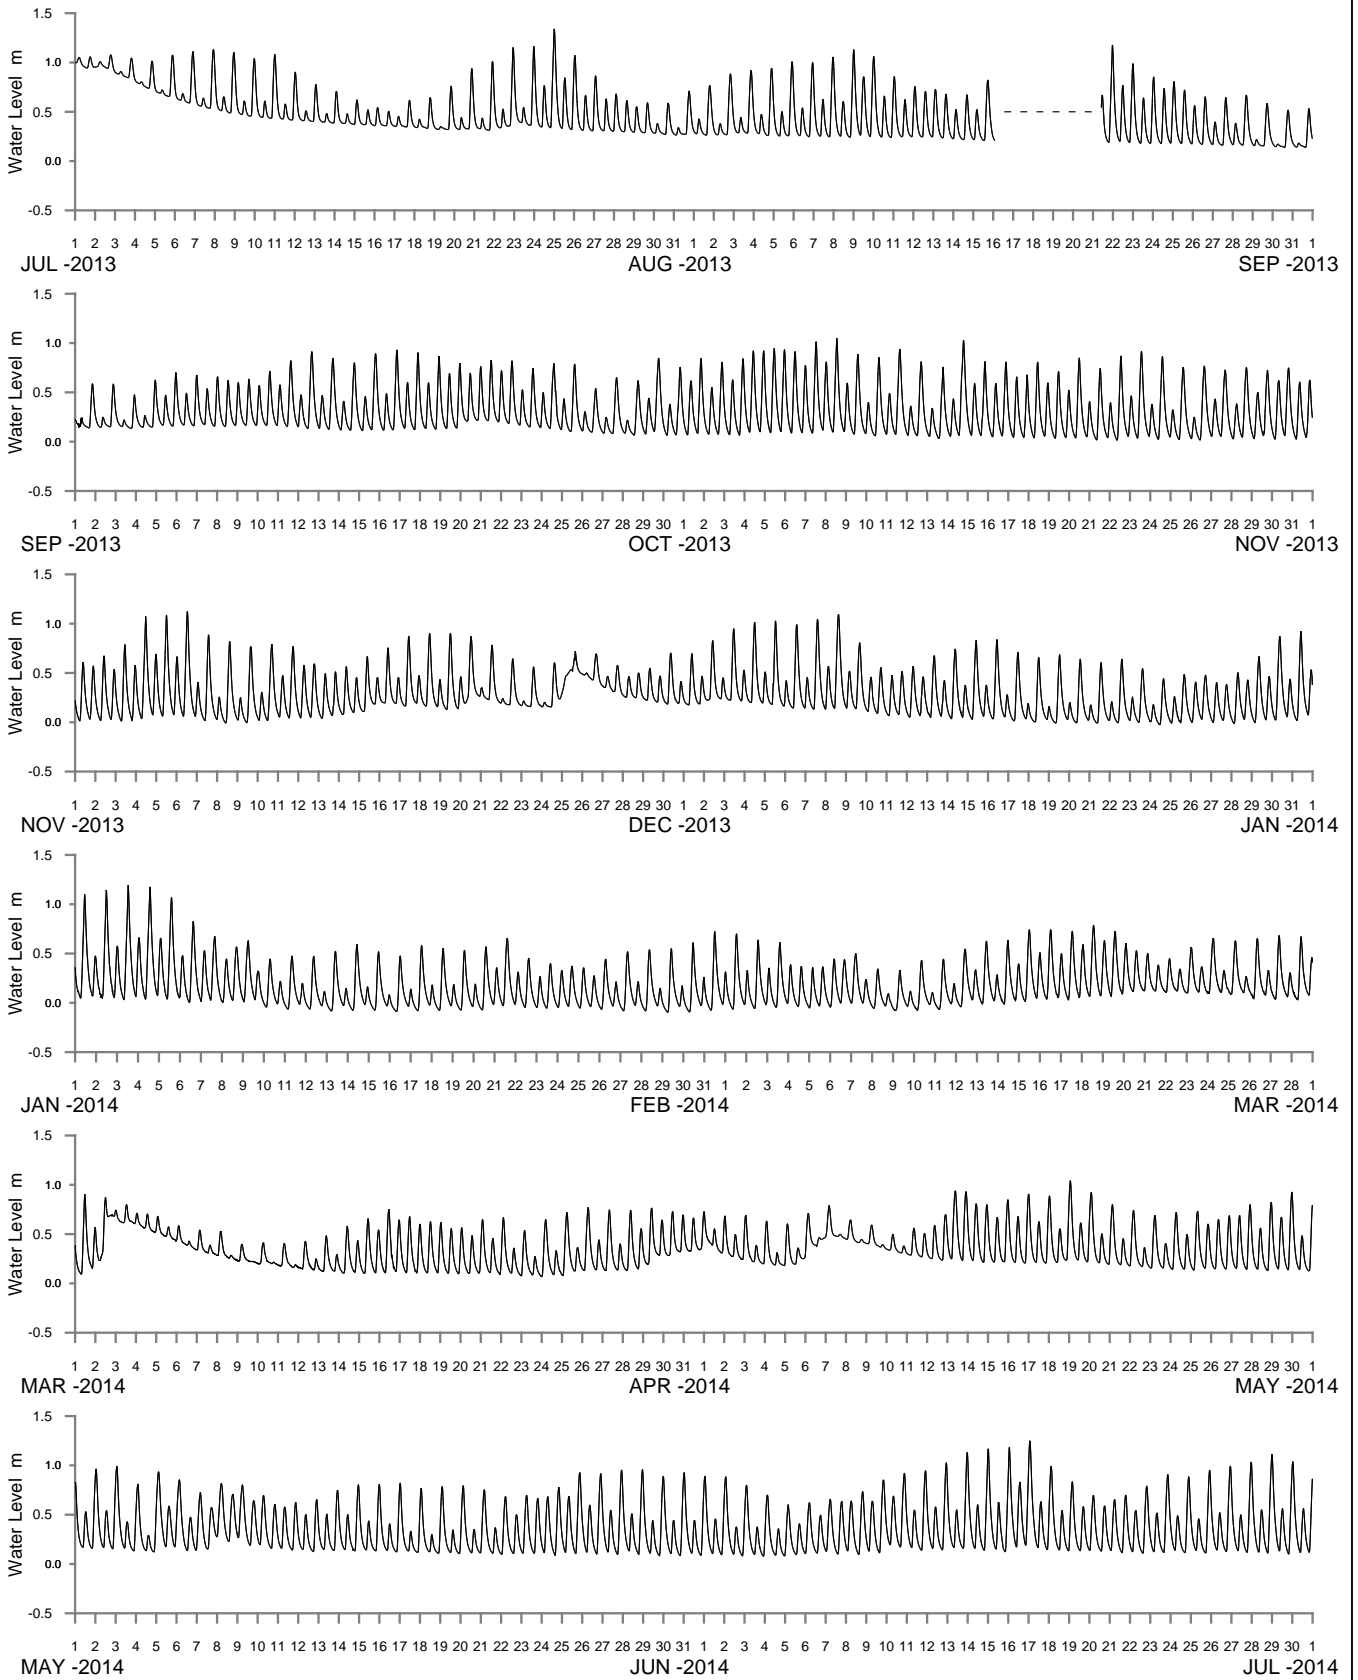 1.5
1.0
0.5
0.0
-0.5
Water Level m
1 2 3 4 5 6 7 8 9 10 11 12 13 14 15 16 17 18 19 20 21 22 23 24 25 26 27 28 29 30 31 1 2 3 4 5 6 7 8 9 10 11 12 13 14 15 16 17 18 19 20 21 22 23 24 25 26 27 28 29 30 31 1
JUL -2013 AUG -2013 SEP -2013
1.5
1.0
0.5
0.0
-0.5
Water Level m
1 2 3 4 5 6 7 8 9 10 11 12 13 14 15 16 17 18 19 20 21 22 23 24 25 26 27 28 29 30 1 2 3 4 5 6 7 8 9 10 11 12 13 14 15 16 17 18 19 20 21 22 23 24 25 26 27 28 29 30 31 1
SEP -2013 OCT -2013 NOV -2013
1.5
1.0
0.5
0.0
-0.5
Water Level m
1 2 3 4 5 6 7 8 9 10 11 12 13 14 15 16 17 18 19 20 21 22 23 24 25 26 27 28 29 30 1 2 3 4 5 6 7 8 9 10 11 12 13 14 15 16 17 18 19 20 21 22 23 24 25 26 27 28 29 30 31 1
NOV -2013 DEC -2013 JAN -2014
1.5
1.0
0.5
0.0
-0.5
Water Level m
1 2 3 4 5 6 7 8 9 10 11 12 13 14 15 16 17 18 19 20 21 22 23 24 25 26 27 28 29 30 31 1 2 3 4 5 6 7 8 9 10 11 12 13 14 15 16 17 18 19 20 21 22 23 24 25 26 27 28 1
JAN -2014 FEB -2014 MAR -2014
1.5
1.0
0.5
0.0
-0.5
Water Level m
1 2 3 4 5 6 7 8 9 10 11 12 13 14 15 16 17 18 19 20 21 22 23 24 25 26 27 28 29 30 31 1 2 3 4 5 6 7 8 9 10 11 12 13 14 15 16 17 18 19 20 21 22 23 24 25 26 27 28 29 30 1
MAR -2014 APR -2014 MAY -2014
1.5
1.0
0.5
0.0
-0.5
Water Level m
1 2 3 4 5 6 7 8 9 10 11 12 13 14 15 16 17 18 19 20 21 22 23 24 25 26 27 28 29 30 31 1 2 3 4 5 6 7 8 9 10 11 12 13 14 15 16 17 18 19 20 21 22 23 24 25 26 27 28 29 30 1
MAY -2014 JUN -2014 JUL -2014